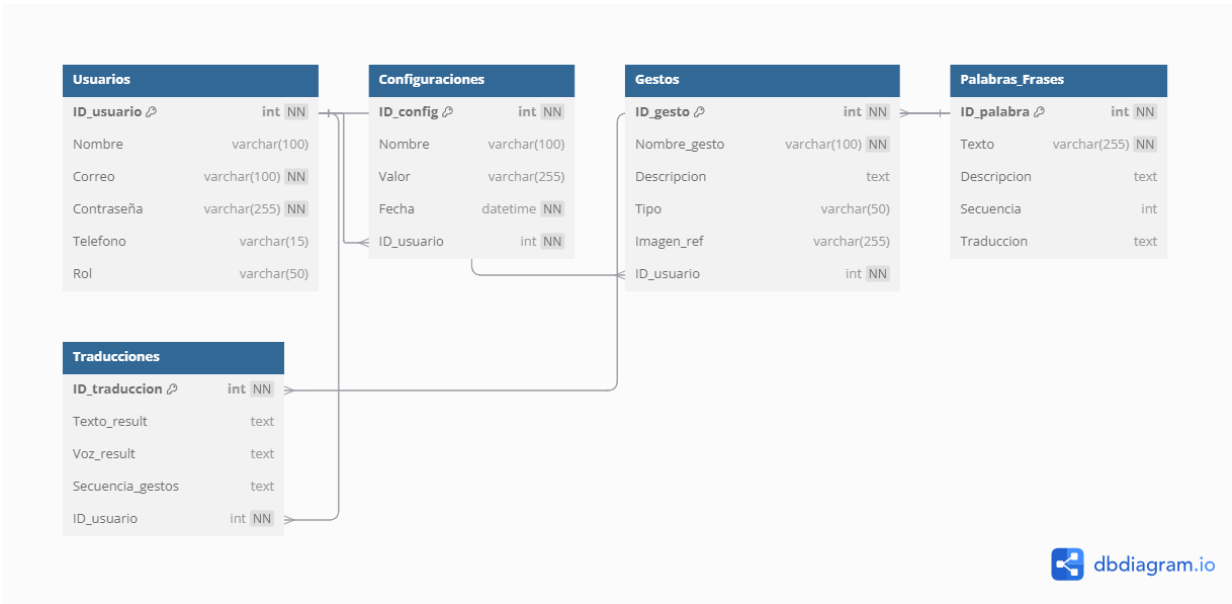 Usuarios
ID_usuario int NN
Nombre varchar(100)
Correo varchar(100) NN
Contraseña varchar(255) NN
Telefono varchar(15)
Rol varchar(50)
Configuraciones
ID_config int NN
Nombre varchar(100)
Valor varchar(255)
Fecha datetime NN
ID_usuario int NN
Gestos
ID_gesto int NN
Nombre_gesto varchar(100) NN
Descripcion text
Tipo varchar(50)
Imagen_ref varchar(255)
ID_usuario int NN
Palabras_Frases
ID_palabra int NN
Texto varchar(255) NN
Descripcion text
Secuencia int
Traduccion text
Traducciones
ID_traduccion int NN
Texto_result text
Voz_result text
Secuencia_gestos text
ID_usuario int NN
dbdiagram.io